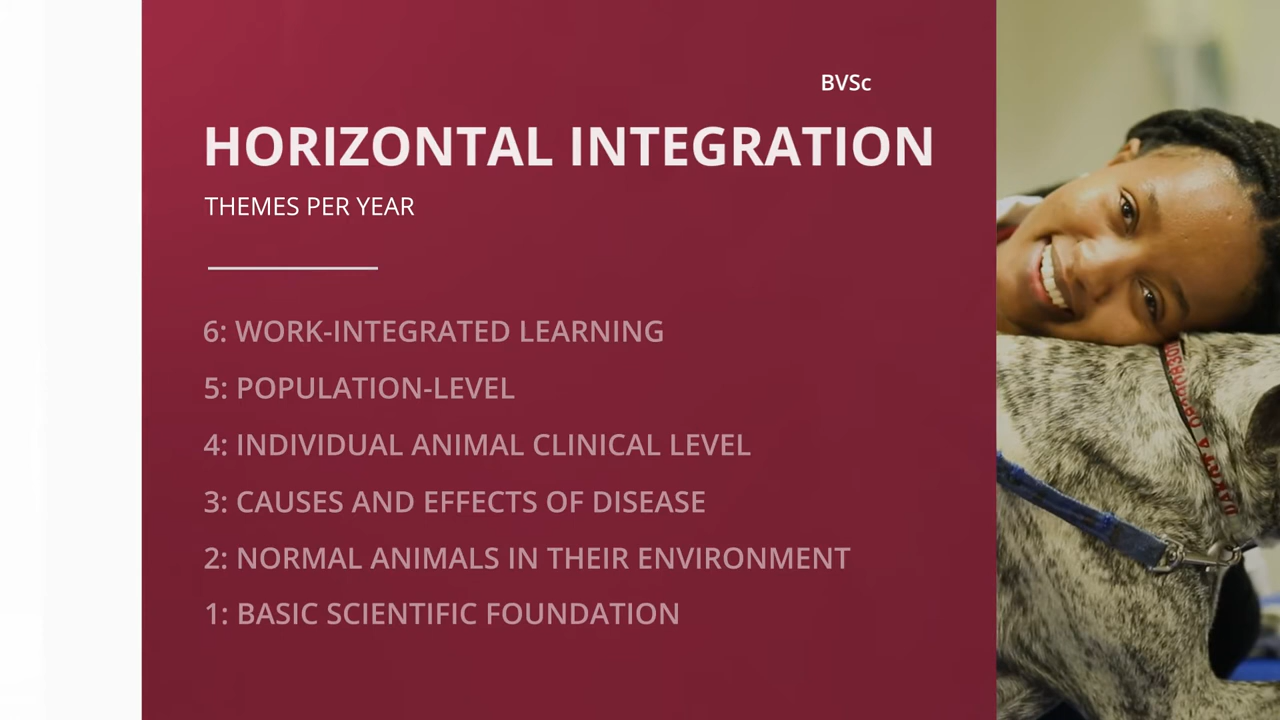 BVSc
HORIZONTAL INTEGRATION
THEMES PER YEAR
6: WORK-INTEGRATED LEARNING
5: POPULATION-LEVEL
4: INDIVIDUAL ANIMAL CLINICAL LEVEL
3: CAUSES AND EFFECTS OF DISEASE
2: NORMAL ANIMALS IN THEIR ENVIRONMENT
1: BASIC SCIENTIFIC FOUNDATION